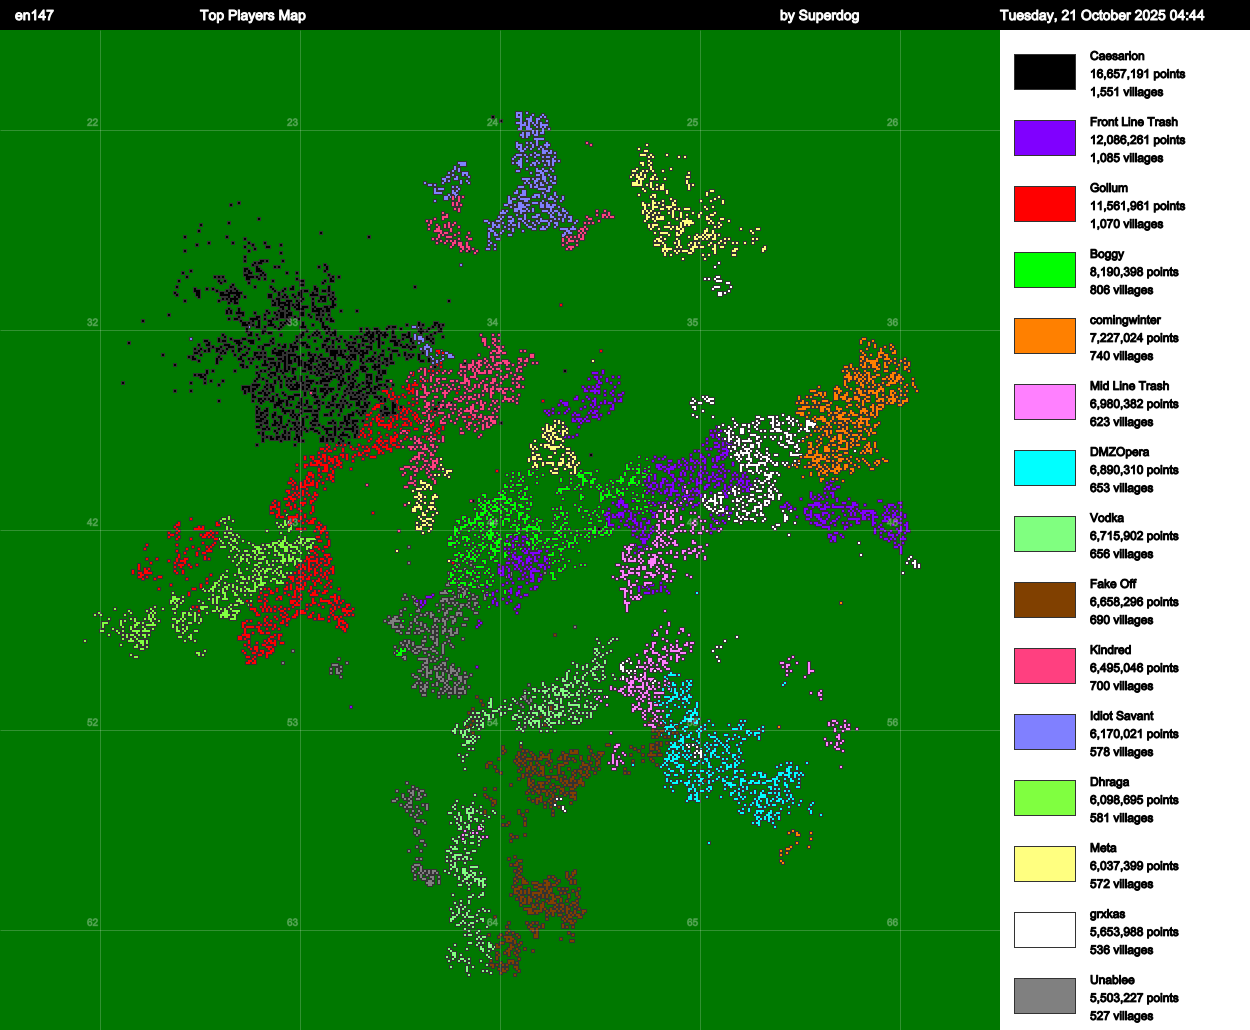 en147 Top Players Map by Superdog Tuesday, 21 October 2025 04:44
Caesarion
16,657,191 points
1,551 villages
Front Line Trash
12,086,261 points
1,085 villages
Gollum
11,561,961 points
1,070 villages
Boggy
8,190,398 points
806 villages
comingwinter
7,227,024 points
740 villages
Mid Line Trash
6,980,382 points
623 villages
DMZOpera
6,890,310 points
653 villages
Vodka
6,715,902 points
656 villages
Fake Off
6,658,296 points
690 villages
Kindred
6,495,046 points
700 villages
Idiot Savant
6,170,021 points
578 villages
Dhraga
6,098,695 points
581 villages
Meta
6,037,399 points
572 villages
grxkas
5,653,988 points
536 villages
Unablee
5,503,227 points
527 villages
22 23 24 25 26
32 33 34 35 36
42 43 45 46
52 53 54 56
62 63 64 65 66